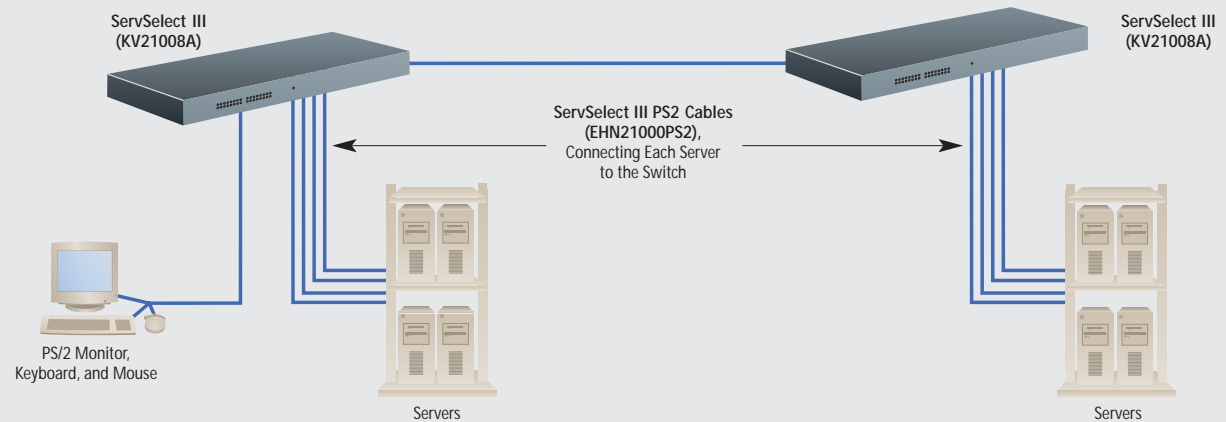 ServSelect III
(KV21008A)
ServSelect III
(KV21008A)
ServSelect III PS2 Cables
(EHN21000PS2),
Connecting Each Server
to the Switch
PS/2 Monitor,
Keyboard, and Mouse
Servers
Servers